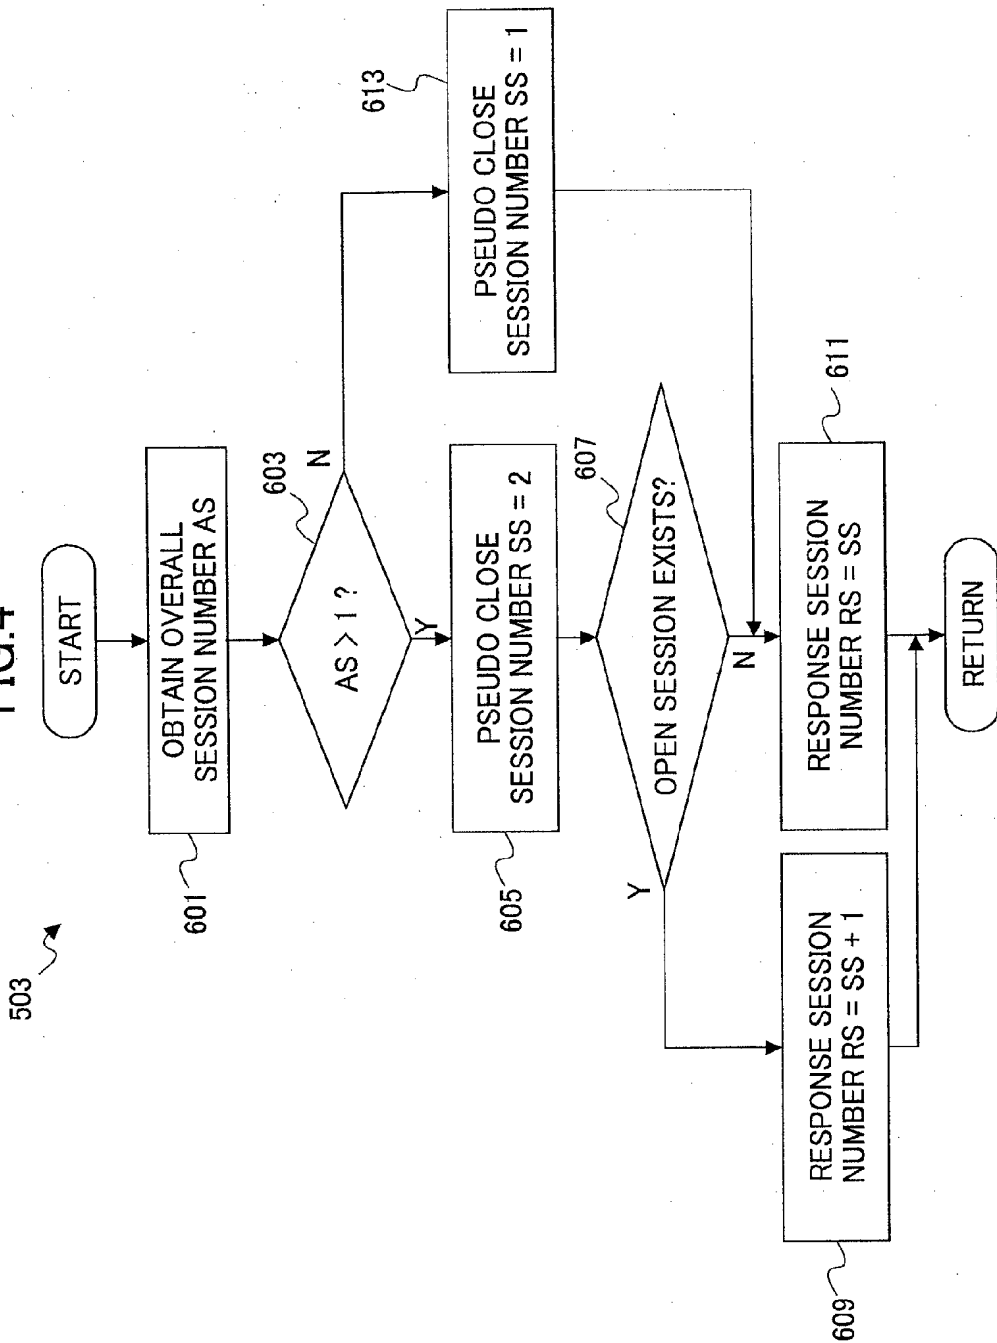 FIG.4
503
START
OBTAIN OVERALL
SESSION NUMBER AS
601
AS > 1 ?
603
N
Y
PSEUDO CLOSE
SESSION NUMBER SS = 2
605
PSEUDO CLOSE
SESSION NUMBER SS = 1
613
OPEN SESSION EXISTS?
607
Y
N
RESPONSE SESSION
NUMBER RS = SS + 1
609
RESPONSE SESSION
NUMBER RS = SS
611
RETURN